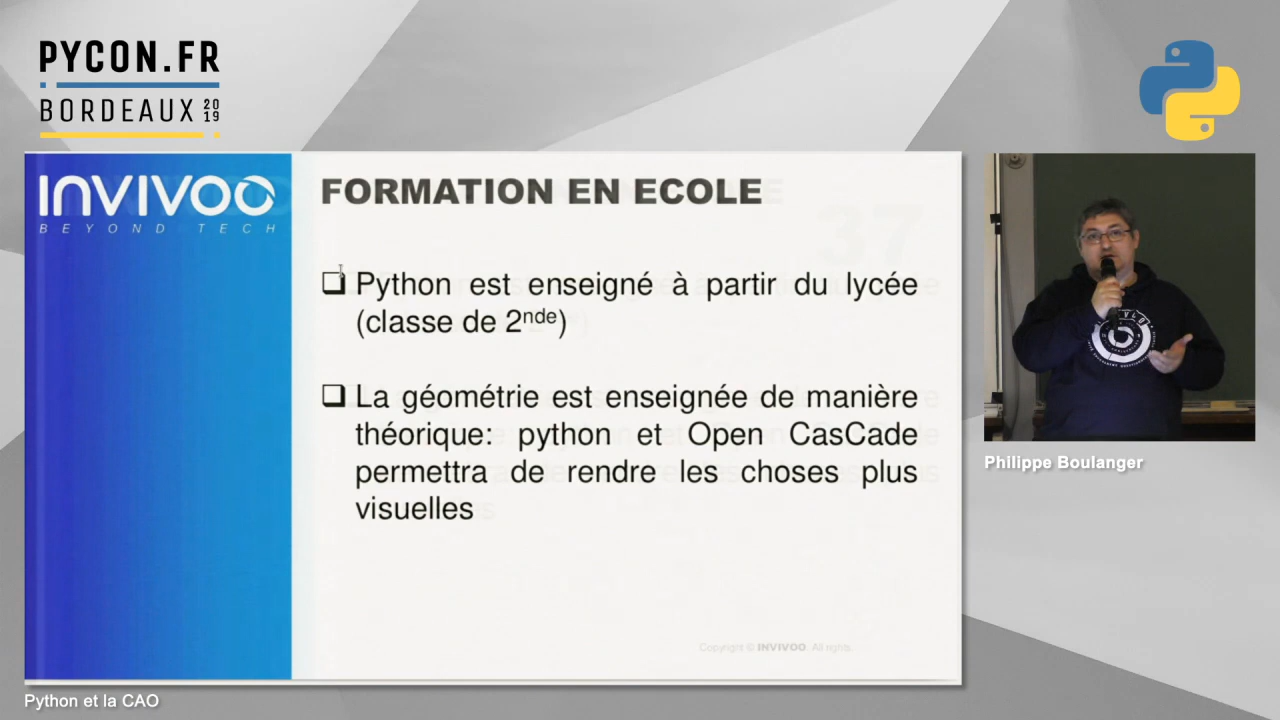 PYCON.FR
BORDEAUX 2019
INVIVOO
BEYOND TECH
FORMATION EN ECOLE
37
Python est enseigné à partir du lycée
(classe de 2nde)
La géométrie est enseignée de manière
théorique: python et Open CasCade
permettra de rendre les choses plus
visuelles
Copyright © INVIVOO. All rights
Philippe Boulanger
Python et la CAO